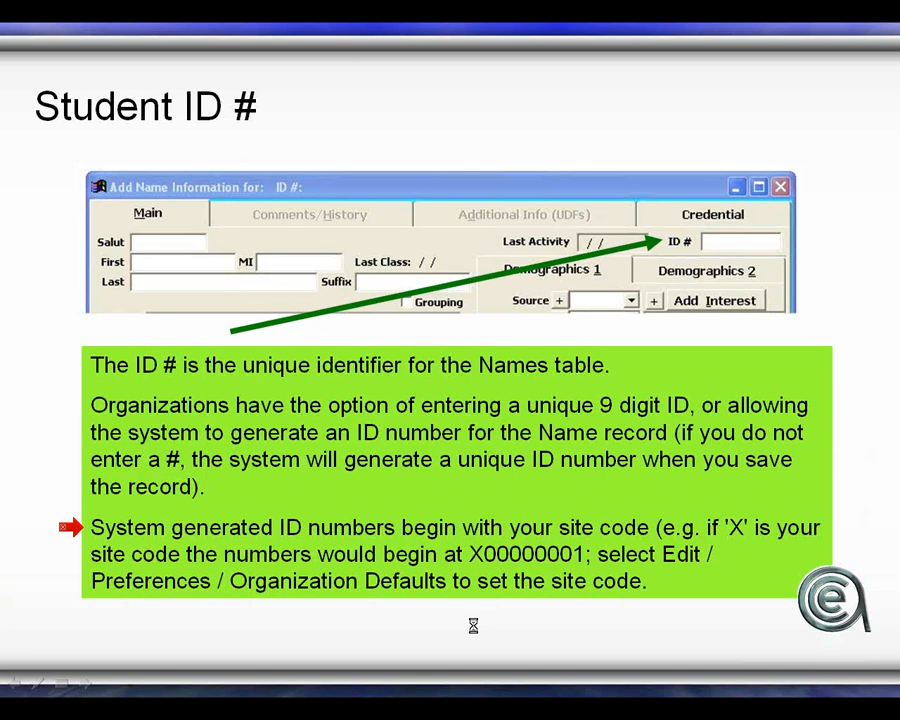 Student ID #
Add Name Information for: ID #:
Main Comments/History Additional Info (UDFs) Credential
Salut Last Activity / / ID #
First MI Last Class: / / Demographics 1 Demographics 2
Last Suffix
Grouping Source + + Add Interest
The ID # is the unique identifier for the Names table.
Organizations have the option of entering a unique 9 digit ID, or allowing
the system to generate an ID number for the Name record (if you do not
enter a #, the system will generate a unique ID number when you save
the record).
System generated ID numbers begin with your site code (e.g. if 'X' is your
site code the numbers would begin at X00000001; select Edit /
Preferences / Organization Defaults to set the site code.